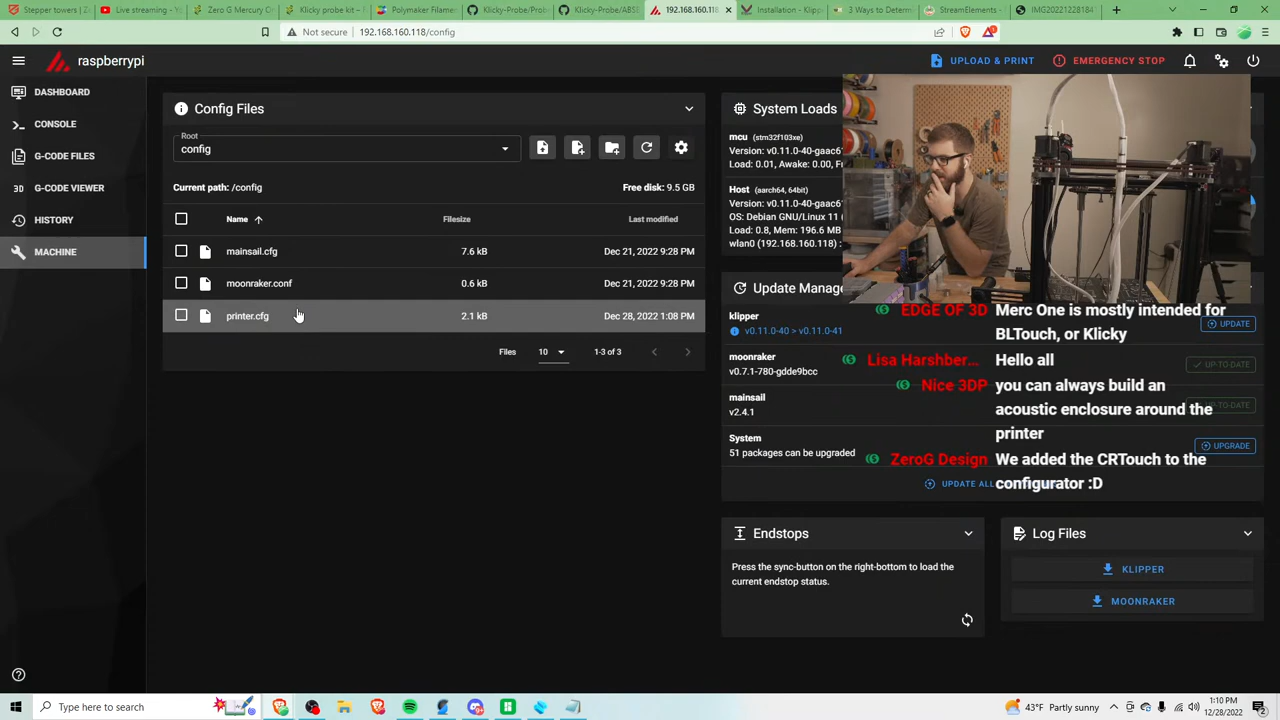 Stepper towers | Z
Live streaming - Y
Zero G Mercury Or
Klicky probe kit – F
Polymaker Filame
Klicky-Probe/Prob
Klicky-Probe/ABS
192.168.160.118
Installation - Klipp
3 Ways to Determ
StreamElements
IMG20221228184
Not secure
192.168.160.118/config
raspberrypi
UPLOAD & PRINT
EMERGENCY STOP
DASHBOARD
CONSOLE
G-CODE FILES
G-CODE VIEWER
HISTORY
MACHINE
Config Files
Root
config
Current path: /config
Free disk: 9.5 GB
Name
Filesize
Last modified
mainsail.cfg
7.6 kB
Dec 21, 2022 9:28 PM
moonraker.conf
0.6 kB
Dec 21, 2022 9:28 PM
printer.cfg
2.1 kB
Dec 28, 2022 1:08 PM
Files
10
1-3 of 3
System Loads
mcu (stm32f103xe)
Version: v0.11.0-40-gaac6
Load: 0.01, Awake: 0.00, F
Host (aarch64, 64bit)
Version: v0.11.0-40-gaac6
OS: Debian GNU/Linux 11 (
Load: 0.8, Mem: 196.6 MB
wlan0 (192.168.160.118) :
Update Manage
klipper
v0.11.0-40 > v0.11.0-41
UPDATE
moonraker
v0.7.1-780-gdde9bcc
UP-TO-DATE
mainsail
v2.4.1
UP-TO-DATE
System
51 packages can be upgraded
UPGRADE
UPDATE ALL
EDGE OF 3D
Merc One is mostly intended for
BLTouch, or Klicky
Lisa Harshber...
Hello all
Nice 3DP
you can always build an
acoustic enclosure around the
printer
ZeroG Design
We added the CRTouch to the
configurator :D
Endstops
Press the sync-button on the right-bottom to load the
current endstop status.
Log Files
KLIPPER
MOONRAKER
Type here to search
43°F Partly sunny
1:10 PM
12/28/2022
2